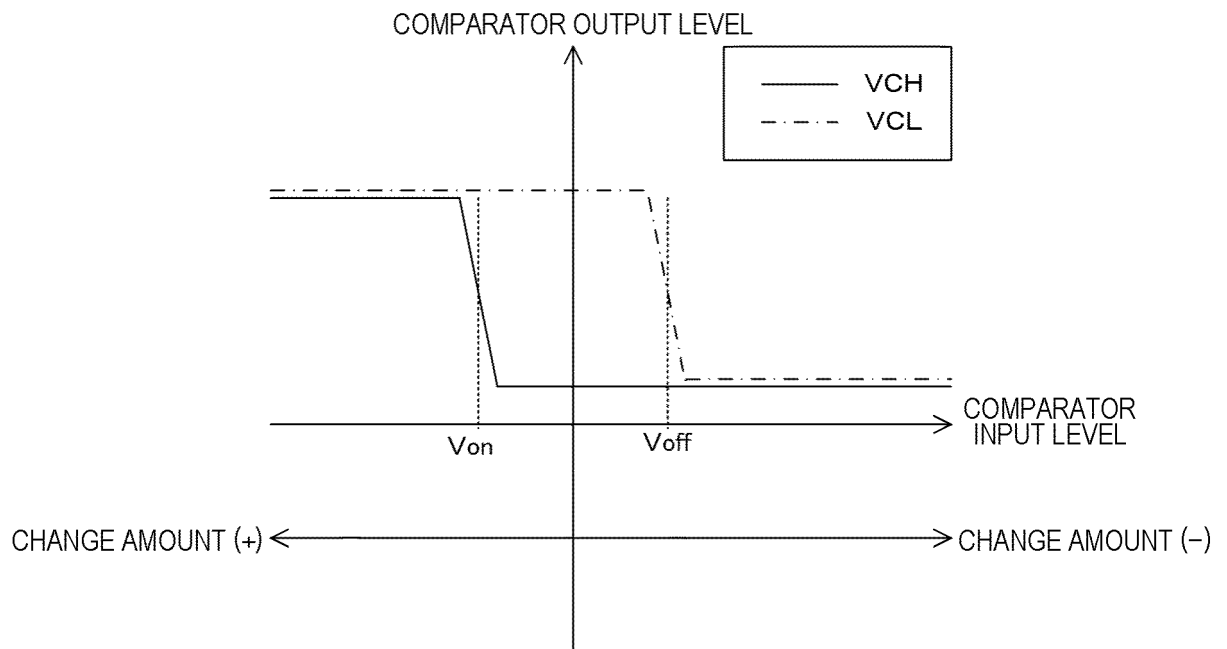 COMPARATOR OUTPUT LEVEL
VCH
VCL
Von
Voff
COMPARATOR
INPUT LEVEL
CHANGE AMOUNT (+)
CHANGE AMOUNT (−)